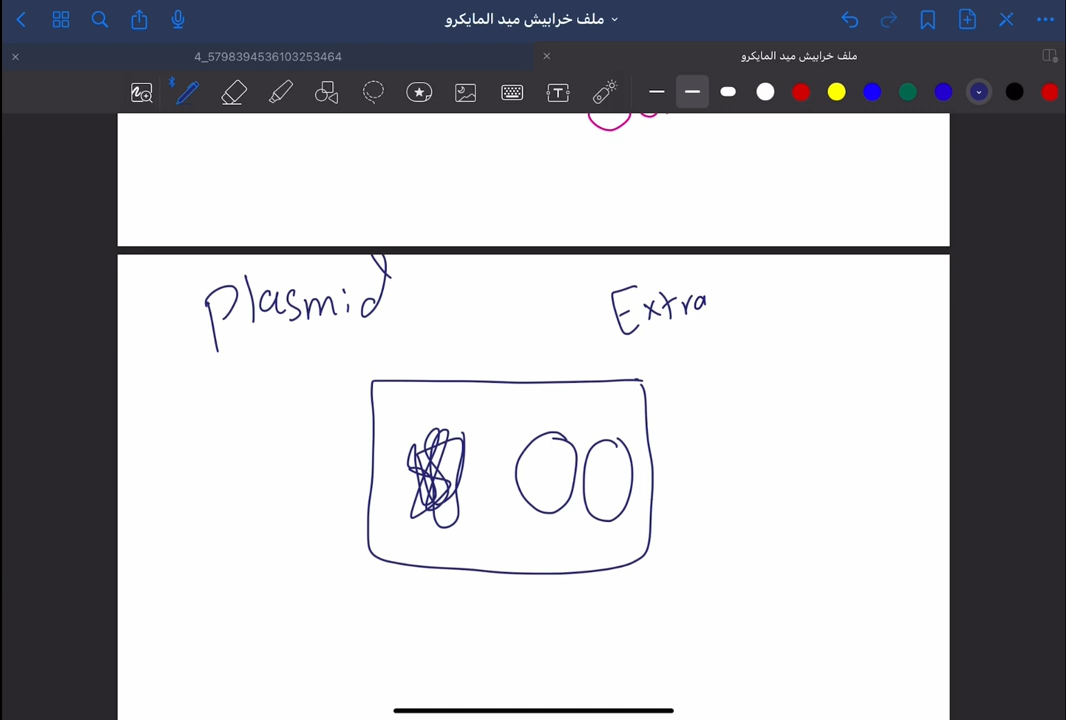 ملف خرابيش ميد المايكرو
4_5798394536103253464
ملف خرابيش ميد المايكرو
T
Plasmid
Extra